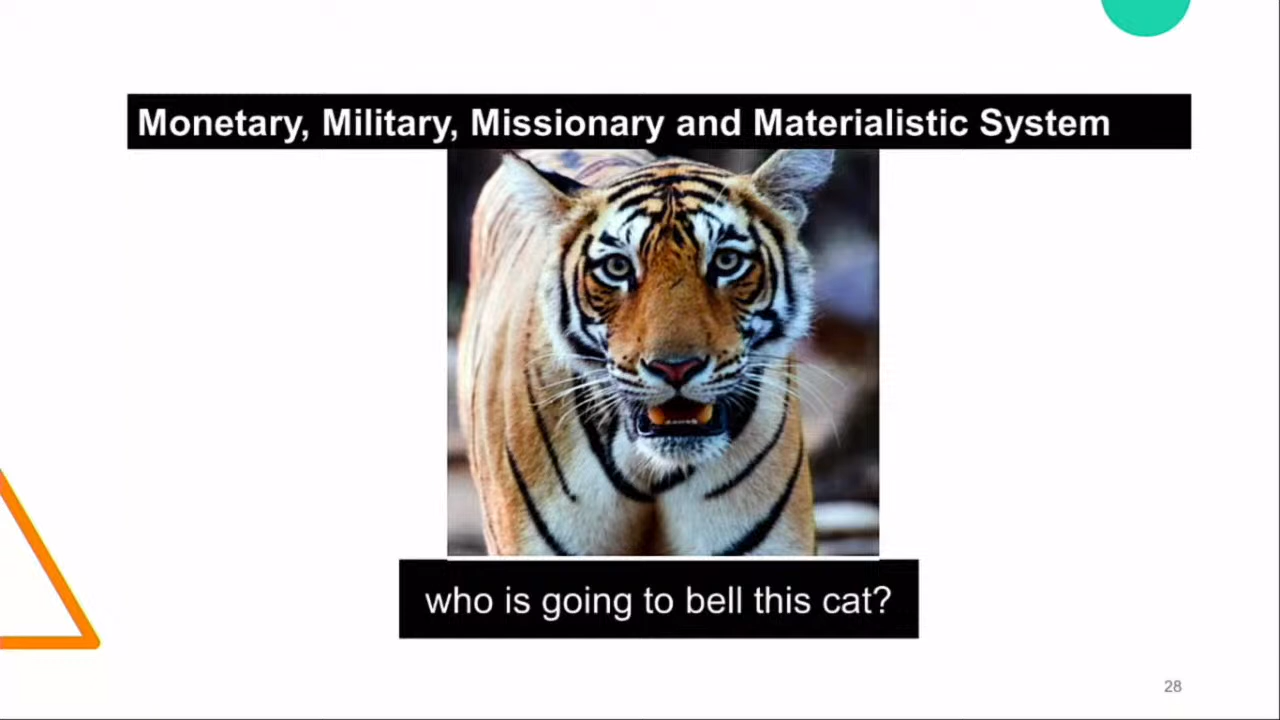 Monetary, Military, Missionary and Materialistic System
who is going to bell this cat?
28